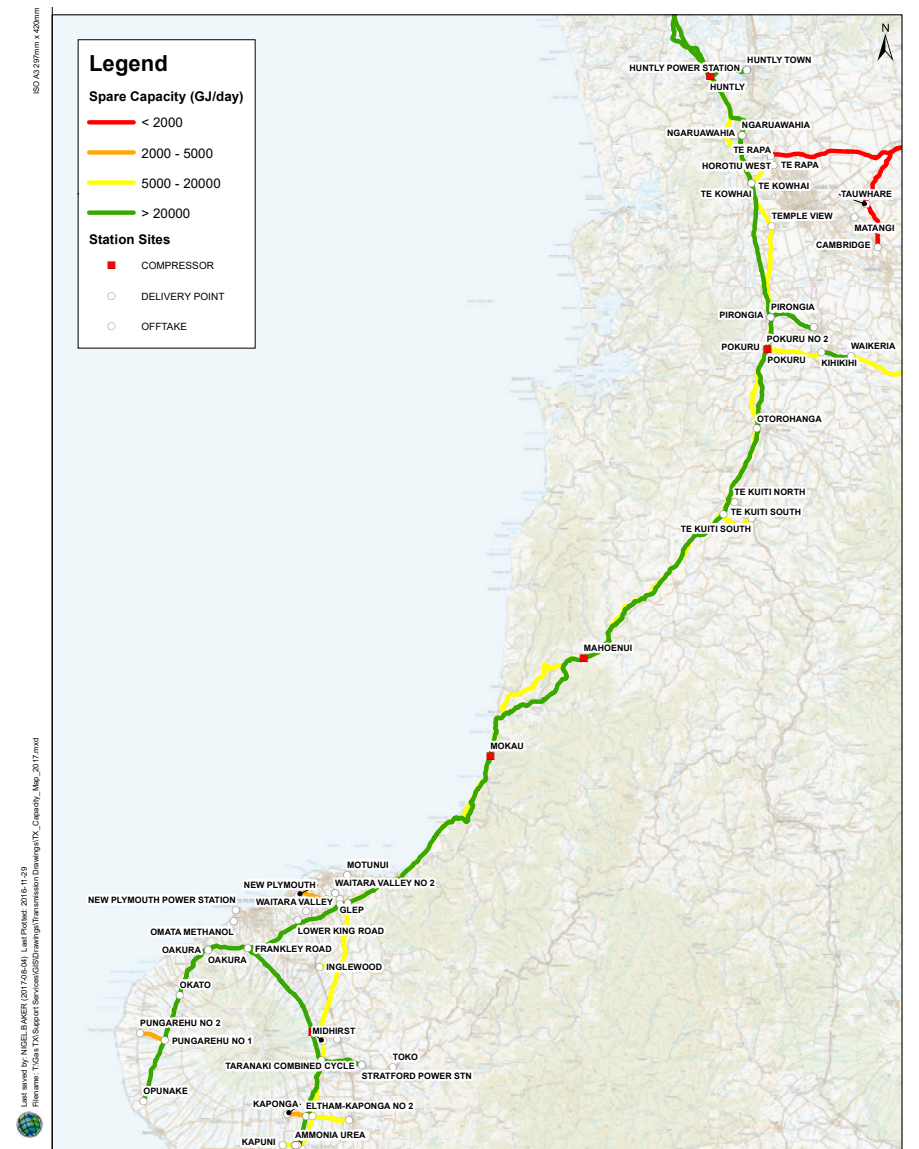 ISO A3 297mm x 420mm
Legend
Spare Capacity (GJ/day)
< 2000
2000 - 5000
5000 - 20000
> 20000
Station Sites
COMPRESSOR
DELIVERY POINT
OFFTAKE
N
HUNTLY TOWN
HUNTLY POWER STATION
HUNTLY
NGARUAWAHIA
NGARUAWAHIA
TE RAPA
HOROTIU WEST
TE RAPA
TE KOWHAI
TE KOWHAI
TAUWHARE
TEMPLE VIEW
MATANGI
CAMBRIDGE
PIRONGIA
PIRONGIA
POKURU NO 2
POKURU
POKURU
WAIKERIA
KIHIKIHI
OTOROHANGA
TE KUITI NORTH
TE KUITI SOUTH
TE KUITI SOUTH
MAHOENUI
MOKAU
MOTUNUI
NEW PLYMOUTH
WAITARA VALLEY NO 2
NEW PLYMOUTH POWER STATION
WAITARA VALLEY
GLEP
OMATA METHANOL
LOWER KING ROAD
OAKURA
FRANKLEY ROAD
OAKURA
INGLEWOOD
OKATO
PUNGAREHU NO 2
PUNGAREHU NO 1
MIDHIRST
TARANAKI COMBINED CYCLE
TOKO
STRATFORD POWER STN
OPUNAKE
KAPONGA
ELTHAM-KAPONGA NO 2
AMMONIA UREA
KAPUNI
Last saved by: NIGEL.BAKER (2017-08-04) Last Plotted: 2016-11-29
Filename: T:\Gas TX\Support Services\GIS\Drawings\Transmission Drawings\TX_Capacity_Map_2017.mxd